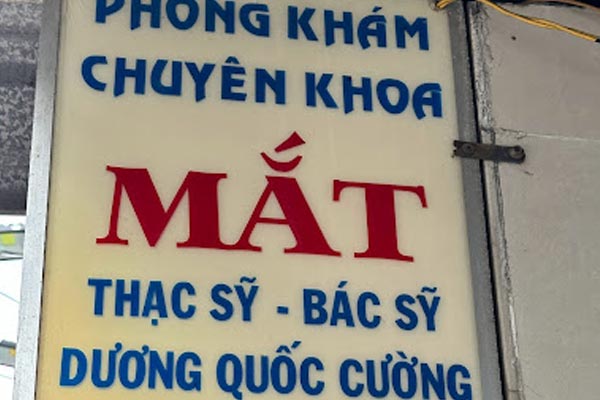 PHÒNG KHÁM
CHUYÊN KHOA
MẮT
THẠC SỸ - BÁC SỸ
DƯƠNG QUỐC CƯỜNG